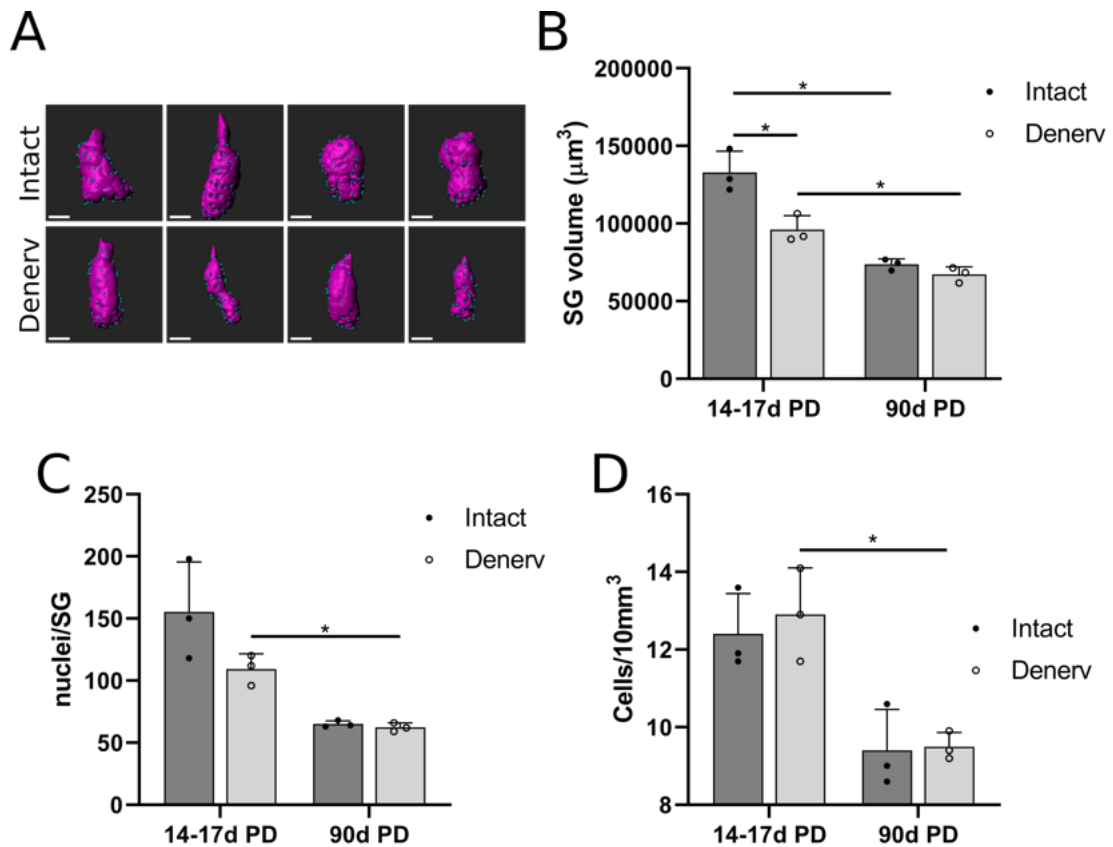 A
Intact
Denerv
B
SG volume (μm³)
200000
150000
100000
50000
0
*
*
*
Intact
Denerv
14-17d PD
90d PD
C
nuclei/SG
250
200
150
100
50
0
*
Intact
Denerv
14-17d PD
90d PD
D
Cells/10mm³
16
14
12
10
8
*
Intact
Denerv
14-17d PD
90d PD